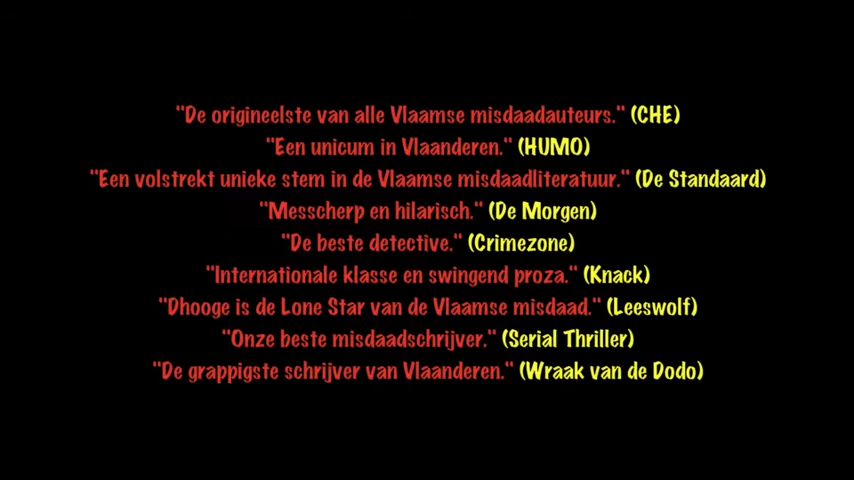 "De origineelste van alle Vlaamse misdaadauteurs." (CHE)
"Een unicum in Vlaanderen." (HUMO)
"Een volstrekt unieke stem in de Vlaamse misdaadliteratuur." (De Standaard)
"Messcherp en hilarisch." (De Morgen)
"De beste detective." (Crimezone)
"Internationale klasse en swingend proza." (Knack)
"Dhooge is de Lone Star van de Vlaamse misdaad." (Leeswolf)
"Onze beste misdaadschrijver." (Serial Thriller)
"De grappigste schrijver van Vlaanderen." (Wraak van de Dodo)